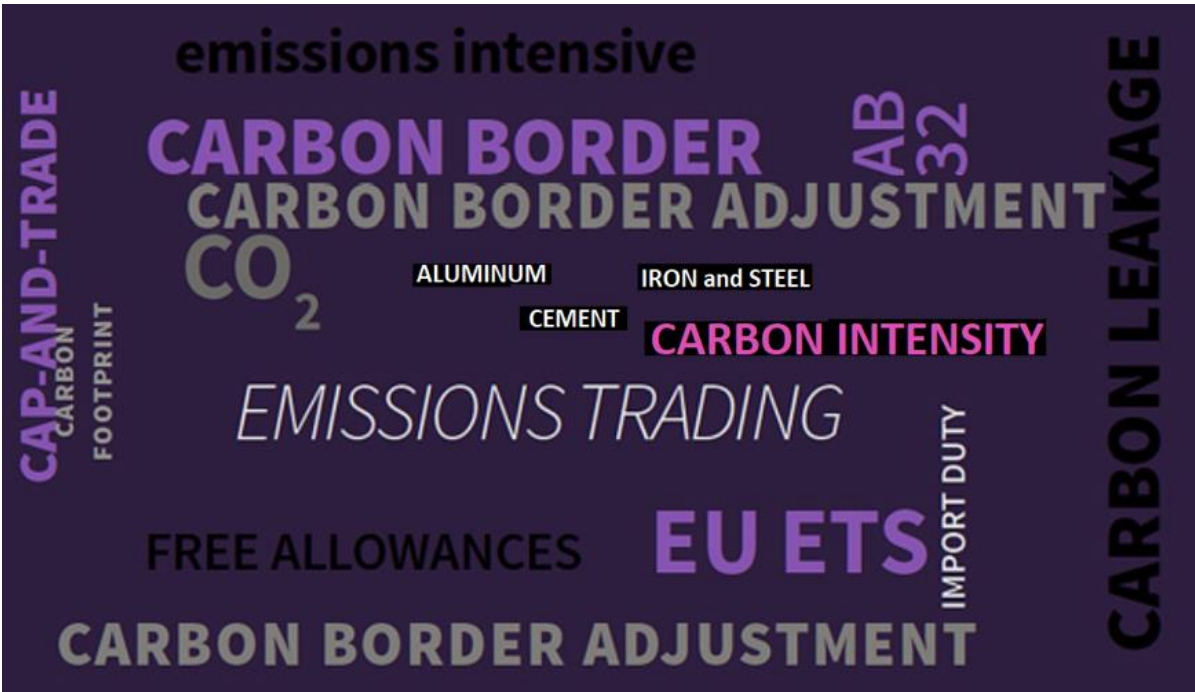 emissions intensive
CAP-AND-TRADE
CARBON BORDER
AB
32
CARBON LEAKAGE
CARBON BORDER ADJUSTMENT
CO₂
ALUMINUM
IRON and STEEL
CEMENT
CARBON INTENSITY
CARBON
FOOTPRINT
EMISSIONS TRADING
IMPORT DUTY
EU ETS
FREE ALLOWANCES
CARBON BORDER ADJUSTMENT